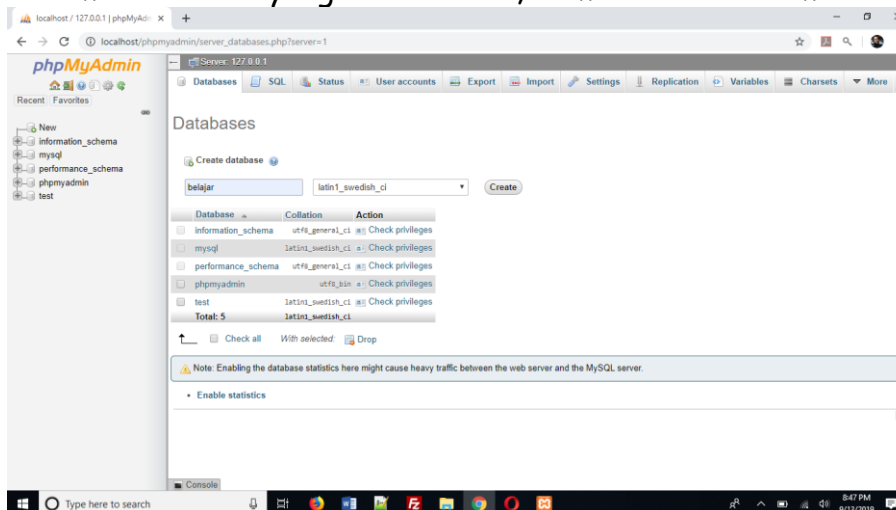 localhost / 127.0.0.1 | phpMyAdm
localhost/phpmyadmin/server_databases.php?server=1
phpMyAdmin
Recent Favorites
New
information_schema
mysql
performance_schema
phpmyadmin
test
Server: 127.0.0.1
Databases SQL Status User accounts Export Import Settings Replication Variables Charsets More
Databases
Create database
belajar latin1_swedish_ci Create
Database Collation Action
information_schema utf8_general_ci Check privileges
mysql latin1_swedish_ci Check privileges
performance_schema utf8_general_ci Check privileges
phpmyadmin utf8_bin Check privileges
test latin1_swedish_ci Check privileges
Total: 5 latin1_swedish_ci
Check all With selected: Drop
Note: Enabling the database statistics here might cause heavy traffic between the web server and the MySQL server.
Enable statistics
Console
Type here to search
8:47 PM